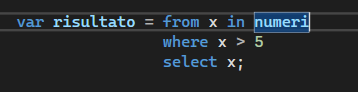 var risultato = from x in numeri
where x > 5
select x;